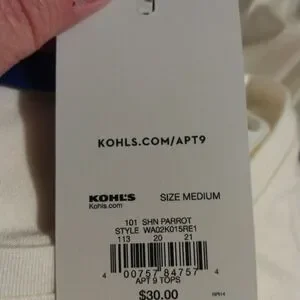 KOHLS.COM/APT9
KOHL'S SIZE MEDIUM
Kohls.com
101 SHN PARROT
STYLE WA02K015RE1
113 20 21
4 00757 84757 4
APT 9 TOPS
$30.00